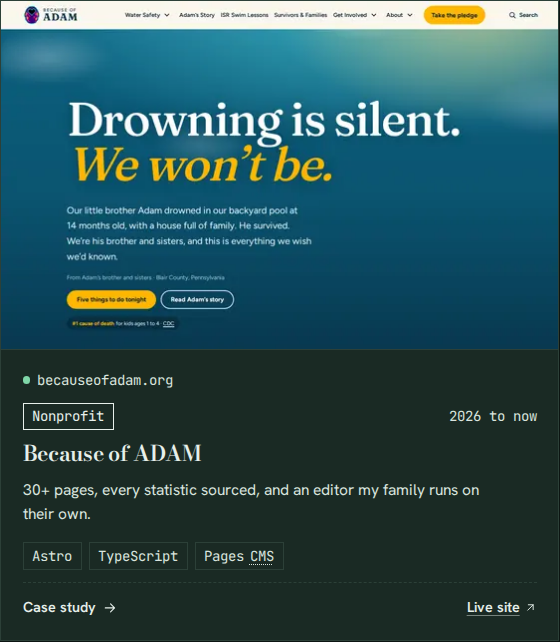 BECAUSE OF
ADAM
Water Safety
Adam's Story
ISR Swim Lessons
Survivors & Families
Get Involved
About
Take the pledge
Search
Drowning is silent.
We won't be.
Our little brother Adam drowned in our backyard pool at
14 months old, with a house full of family. He survived.
We're his brother and sisters, and this is everything we wish
we'd known.
From Adam's brother and sisters · Blair County, Pennsylvania
Five things to do tonight
Read Adam's story
#1 cause of death for kids ages 1 to 4 · CDC
becauseofadam.org
Nonprofit
2026 to now
Because of ADAM
30+ pages, every statistic sourced, and an editor my family runs on
their own.
Astro
TypeScript
Pages CMS
Case study →
Live site ↗